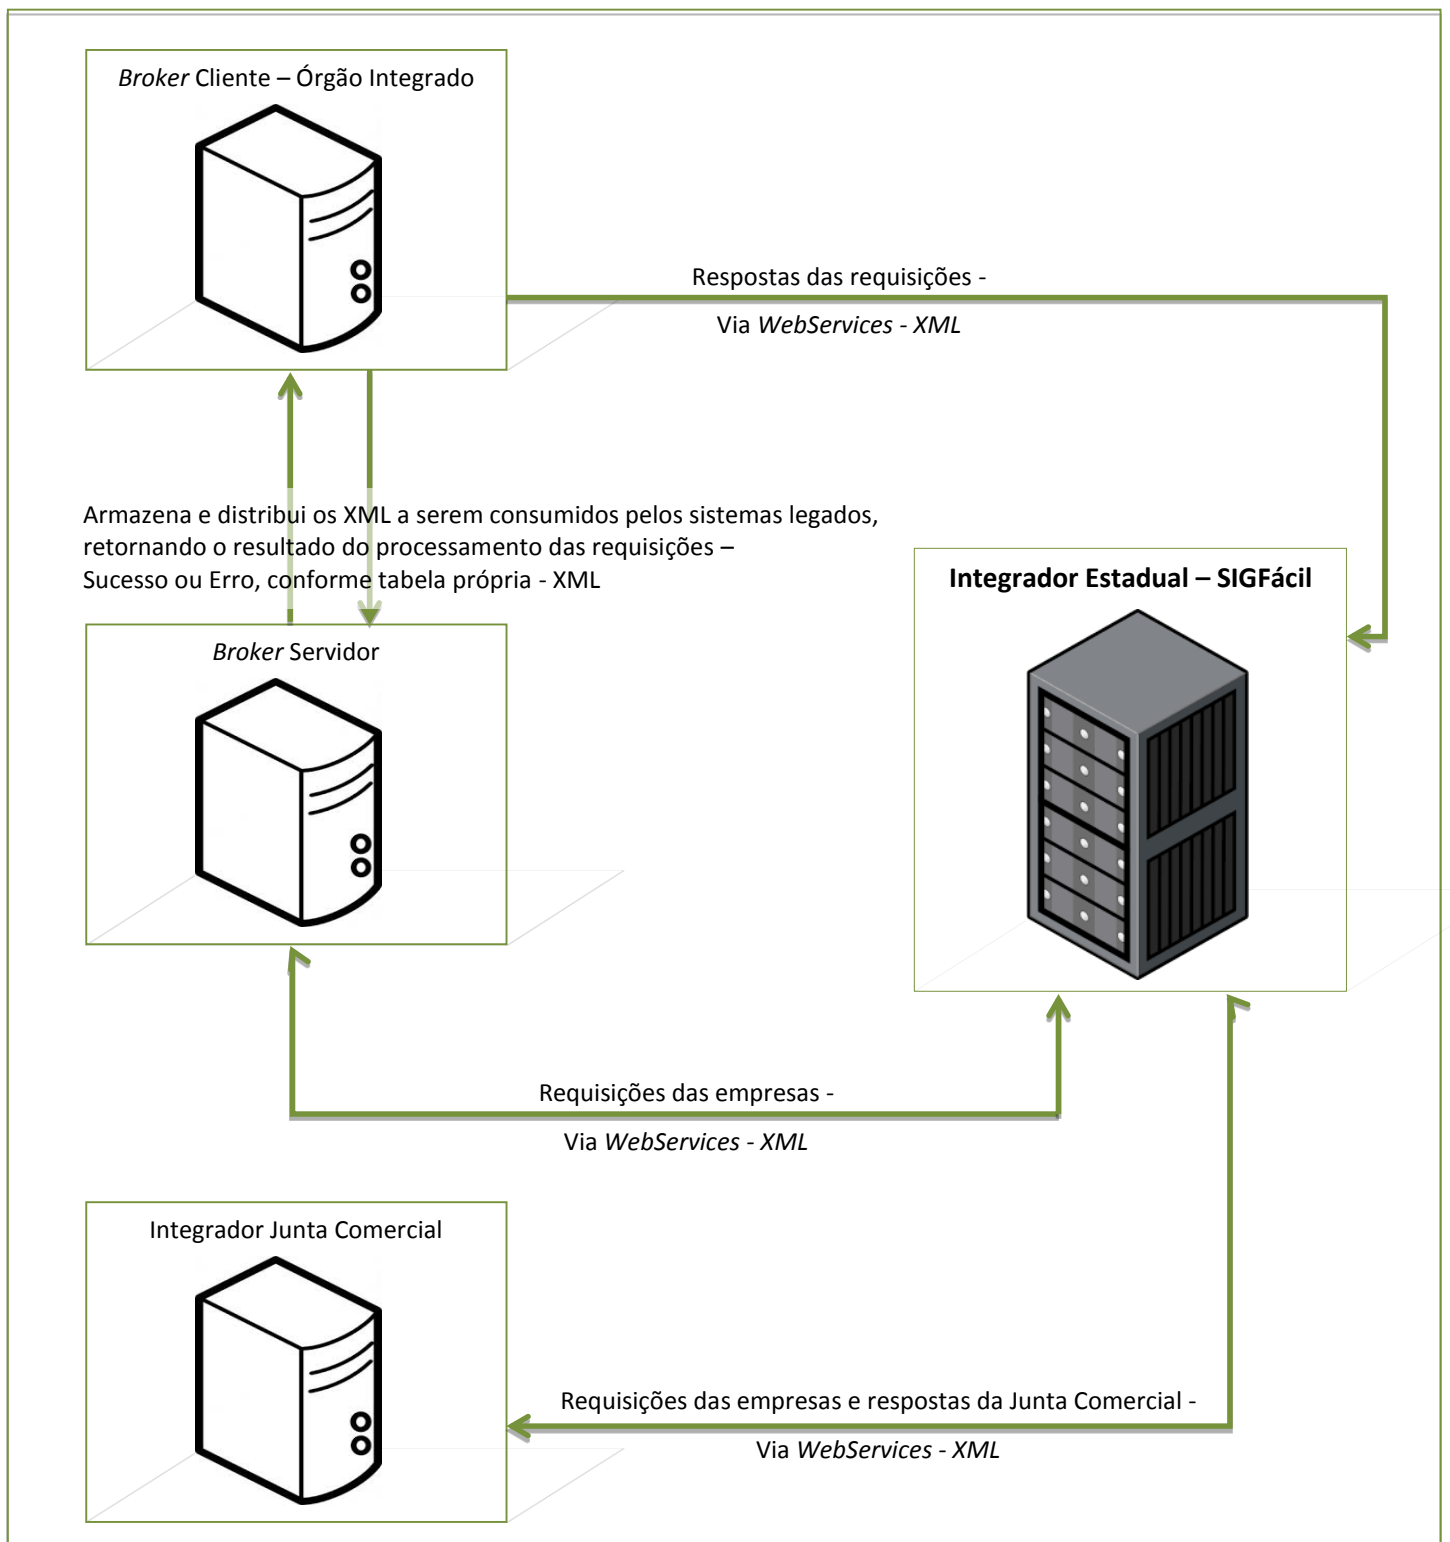 Broker Cliente – Órgão Integrado
Respostas das requisições -
Via WebServices - XML
Armazena e distribui os XML a serem consumidos pelos sistemas legados,
retornando o resultado do processamento das requisições –
Sucesso ou Erro, conforme tabela própria - XML
Integrador Estadual – SIGFácil
Broker Servidor
Requisições das empresas -
Via WebServices - XML
Integrador Junta Comercial
Requisições das empresas e respostas da Junta Comercial -
Via WebServices - XML